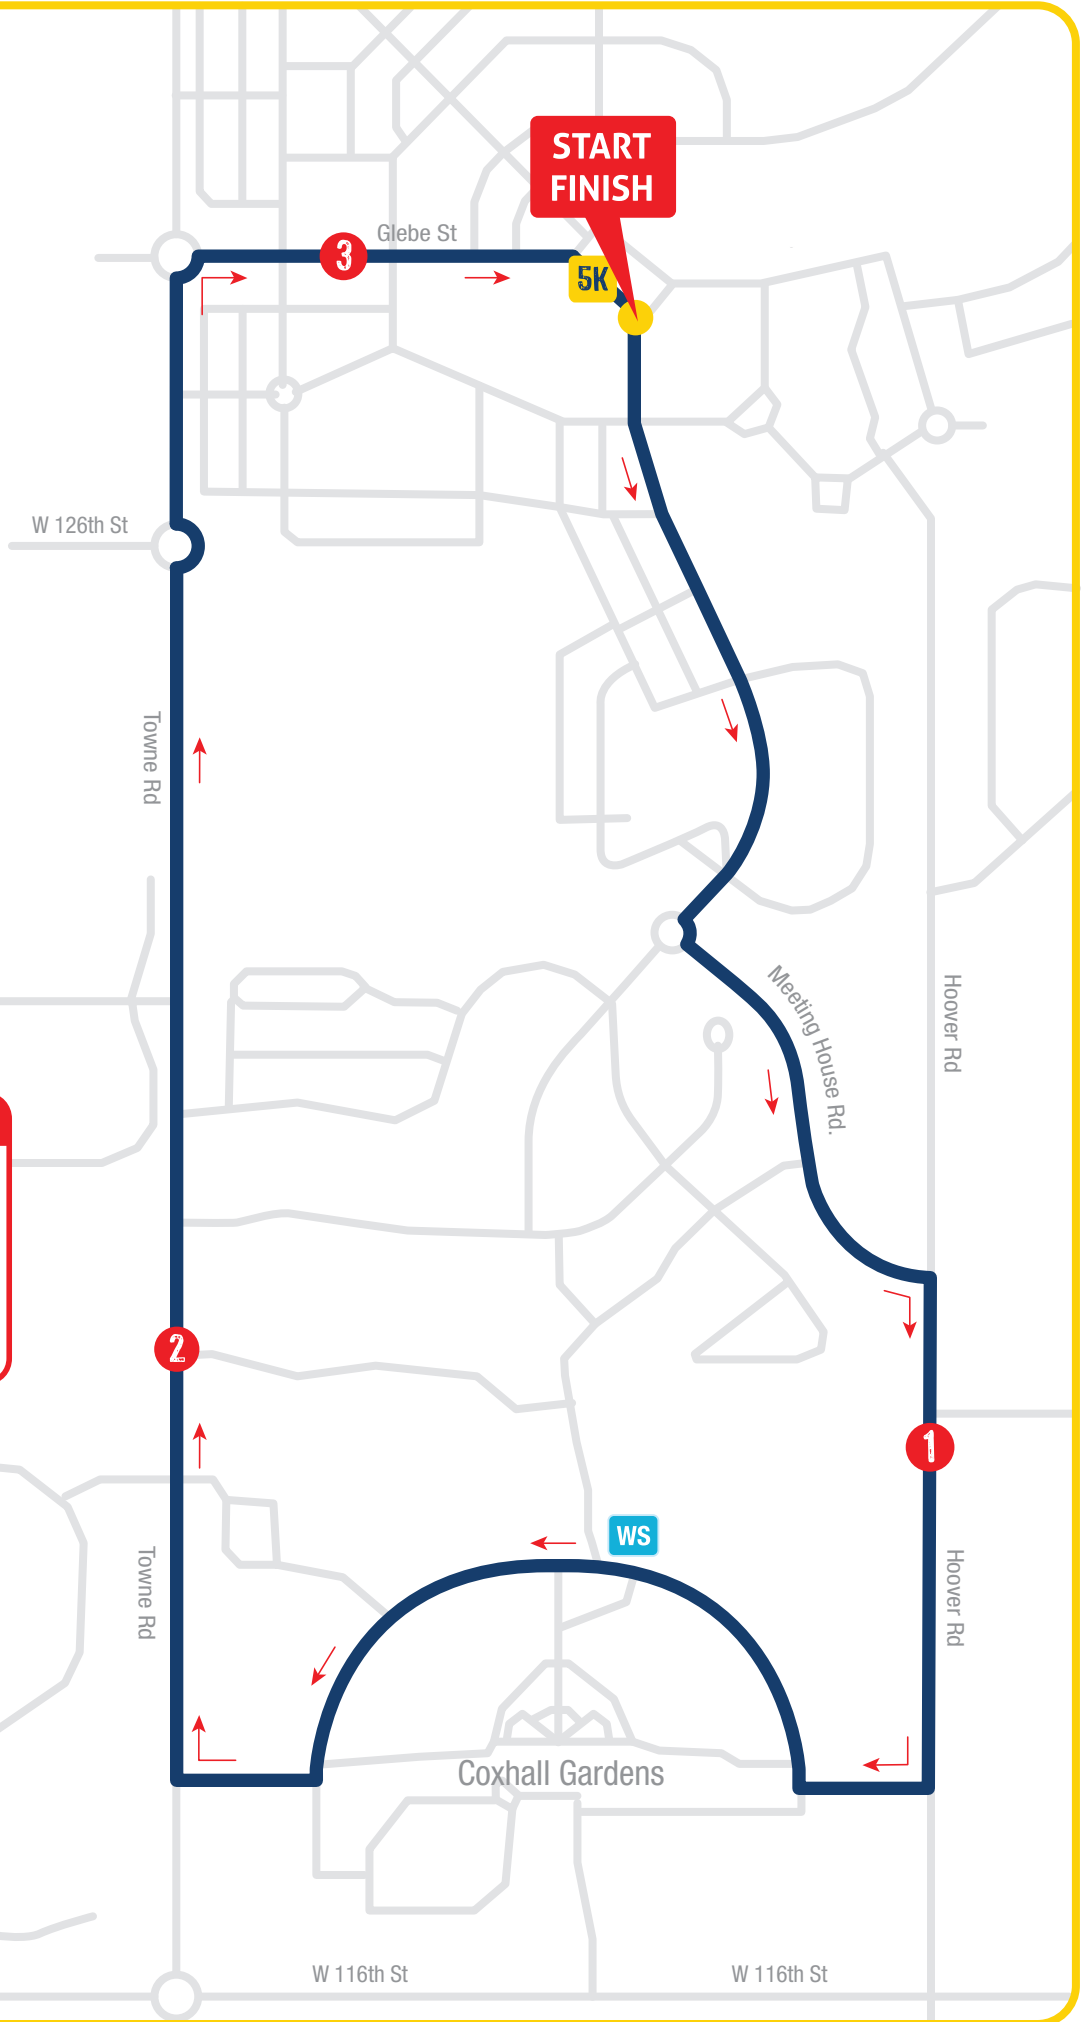 START
FINISH
Glebe St
3
5K
W 126th St
Towne Rd
Meeting House Rd.
Hoover Rd
2
1
WS
Towne Rd
Hoover Rd
Coxhall Gardens
W 116th St
W 116th St